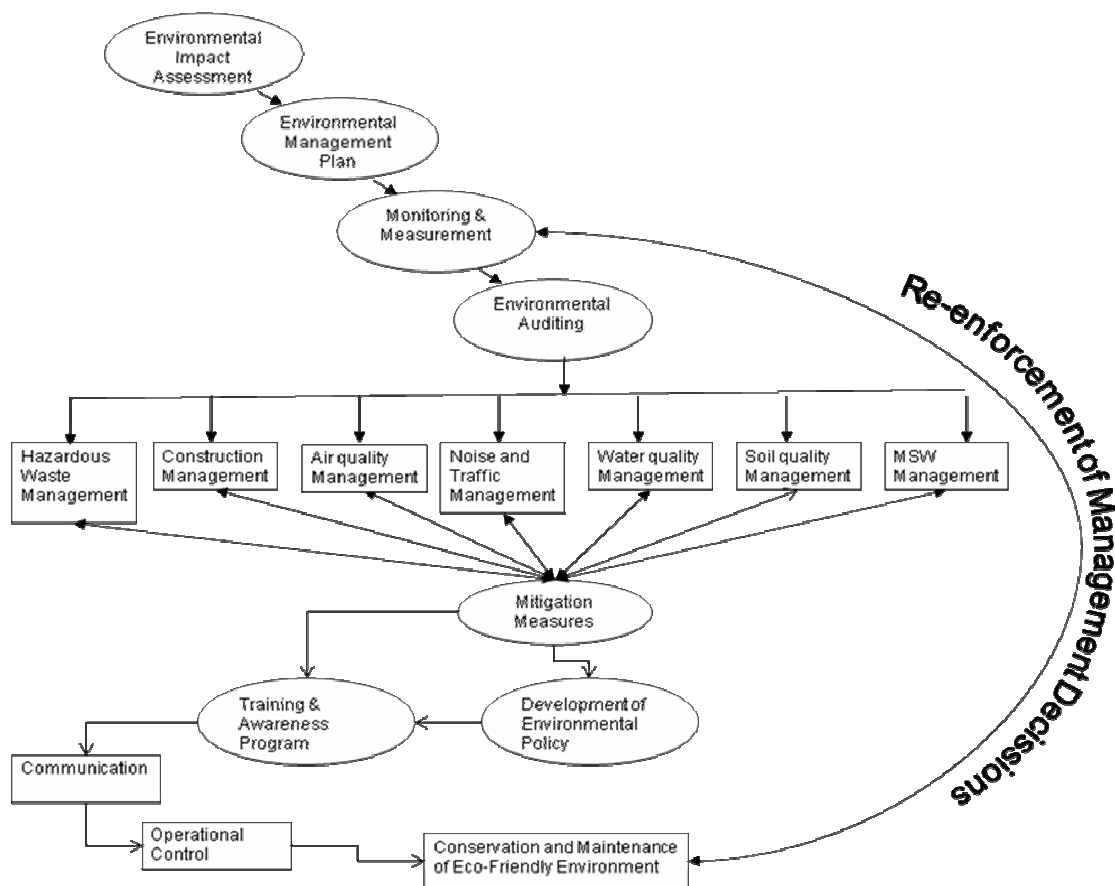 Environmental
Impact
Assessment
Environmental
Management
Plan
Monitoring &
Measurement
Environmental
Auditing
Re-enforcement of Management Decissions
Hazardous
Waste
Management
Construction
Management
Air quality
Management
Noise and
Traffic
Management
Water quality
Management
Soil quality
Management
MSW
Management
Mitigation
Measures
Training &
Awareness
Program
Development of
Environmental
Policy
Communication
Operational
Control
Conservation and Maintenance
of Eco-Friendly Environment